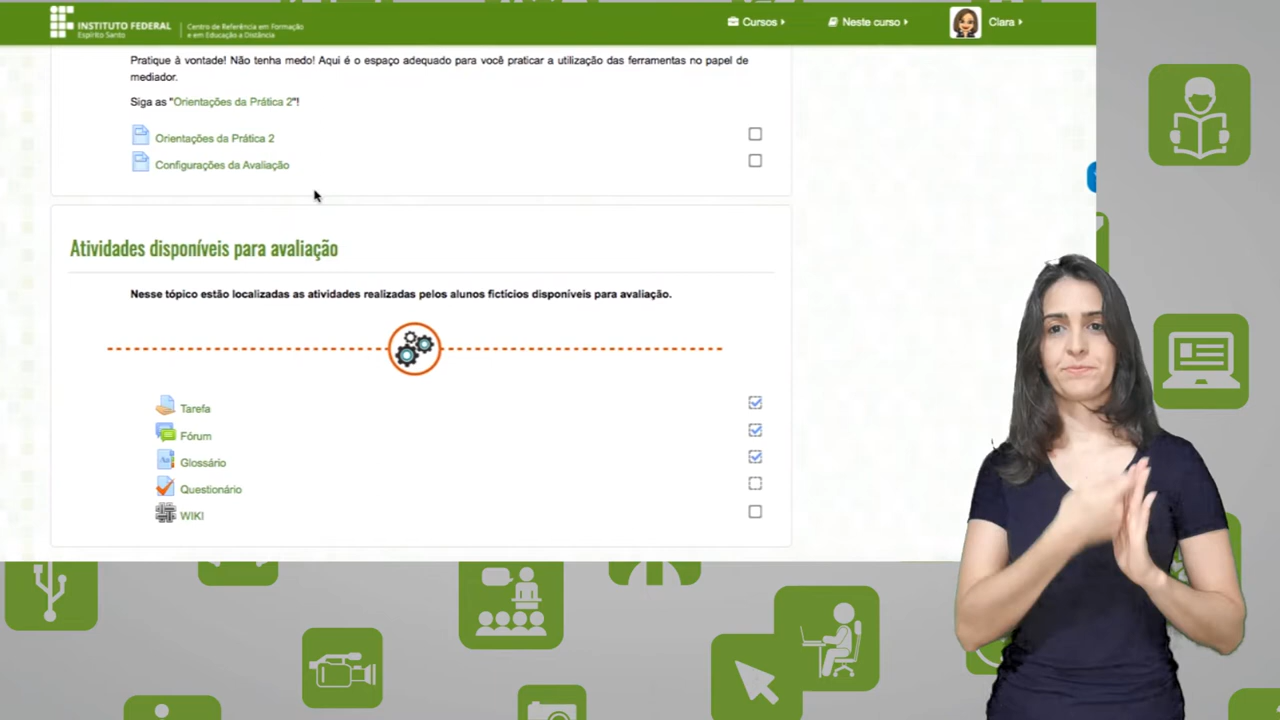 INSTITUTO FEDERAL
Espírito Santo
Centro de Referência em Formação
e em Educação a Distância
Cursos
Neste curso
Clara
Pratique à vontade! Não tenha medo! Aqui é o espaço adequado para você praticar a utilização das ferramentas no papel de
mediador.
Siga as "Orientações da Prática 2"!
Orientações da Prática 2
Configurações da Avaliação
Atividades disponíveis para avaliação
Nesse tópico estão localizadas as atividades realizadas pelos alunos fictícios disponíveis para avaliação.
Tarefa
Fórum
Glossário
Questionário
WIKI